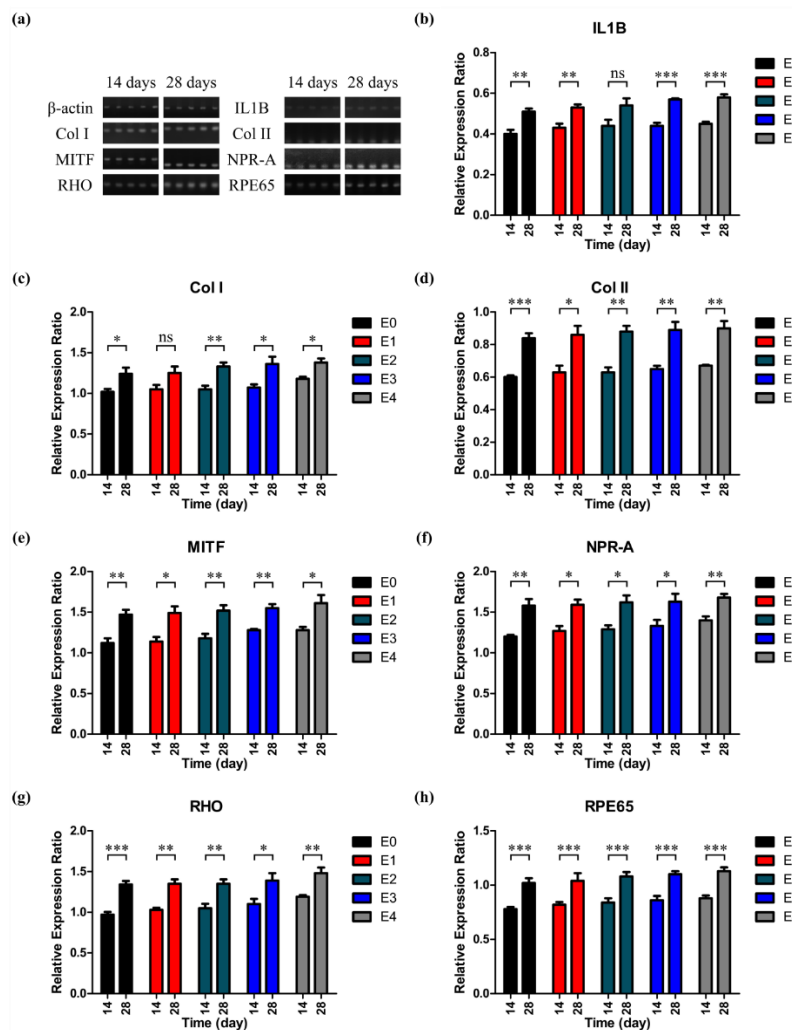 (a)
14 days 28 days
14 days 28 days
β-actin
IL1B
Col I
Col II
MITF
NPR-A
RHO
RPE65
(b)
IL1B
Relative Expression Ratio
0.8
0.6
0.4
0.2
0.0
** ** ns *** ***
14 28 14 28 14 28 14 28 14 28
Time (day)
E
E
E
E
E
(c)
Col I
Relative Expression Ratio
2.0
1.5
1.0
0.5
0.0
* ns ** * *
14 28 14 28 14 28 14 28 14 28
Time (day)
E0
E1
E2
E3
E4
(d)
Col II
Relative Expression Ratio
1.0
0.8
0.6
0.4
0.2
0.0
*** * ** ** **
14 28 14 28 14 28 14 28 14 28
Time (day)
E
E
E
E
E
(e)
MITF
Relative Expression Ratio
2.0
1.5
1.0
0.5
0.0
** * ** ** *
14 28 14 28 14 28 14 28 14 28
Time (day)
E0
E1
E2
E3
E4
(f)
NPR-A
Relative Expression Ratio
2.0
1.5
1.0
0.5
0.0
** * * * **
14 28 14 28 14 28 14 28 14 28
Time (day)
E
E
E
E
E
(g)
RHO
Relative Expression Ratio
2.0
1.5
1.0
0.5
0.0
*** ** ** * **
14 28 14 28 14 28 14 28 14 28
Time (day)
E0
E1
E2
E3
E4
(h)
RPE65
Relative Expression Ratio
1.5
1.0
0.5
0.0
*** *** *** *** ***
14 28 14 28 14 28 14 28 14 28
Time (day)
E
E
E
E
E